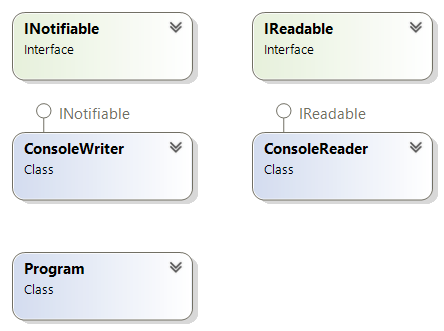 INotifiable
Interface
IReadable
Interface
INotifiable
IReadable
ConsoleWriter
Class
ConsoleReader
Class
Program
Class